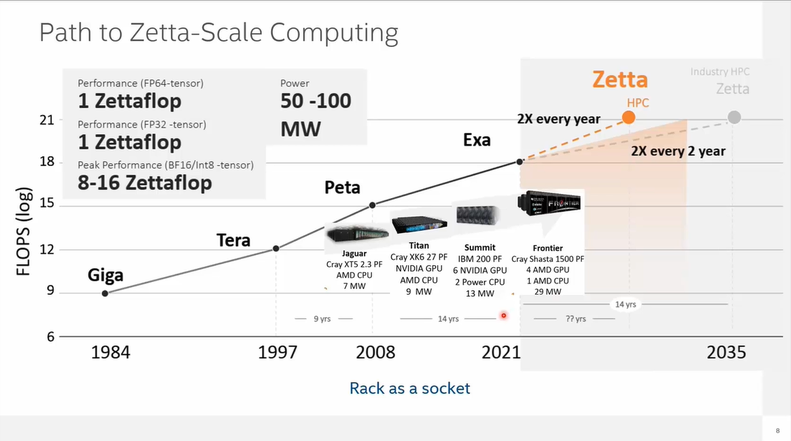 Path to Zetta-Scale Computing
Performance (FP64-tensor)
1 Zettaflop
Performance (FP32 -tensor)
1 Zettaflop
Peak Performance (BF16/Int8 -tensor)
8-16 Zettaflop
Power
50 -100
MW
Zetta
HPC
Industry HPC
Zetta
2X every year
2X every 2 year
Exa
Peta
Tera
Giga
FLOPS (log)
21
18
15
12
9
6
Jaguar
Cray XT5 2.3 PF
AMD CPU
7 MW
Titan
Cray XK6 27 PF
NVIDIA GPU
AMD CPU
9 MW
Summit
IBM 200 PF
6 NVIDIA GPU
2 Power CPU
13 MW
FRONTIER
Frontier
Cray Shasta 1500 PF
4 AMD GPU
1 AMD CPU
29 MW
9 yrs
14 yrs
?? yrs
14 yrs
1984
1997
2008
2021
2035
Rack as a socket
8